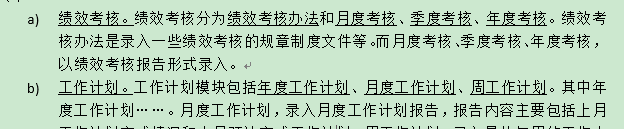 a) 绩效考核。绩效考核分为绩效考核办法和月度考核、季度考核、年度考核。绩效考
核办法是录入一些绩效考核的规章制度文件等。而月度考核、季度考核、年度考核，
以绩效考核报告形式录入。
b) 工作计划。工作计划模块包括年度工作计划、月度工作计划、周工作计划。其中年
度工作计划……。月度工作计划，录入月度工作计划报告，报告内容主要包括上月